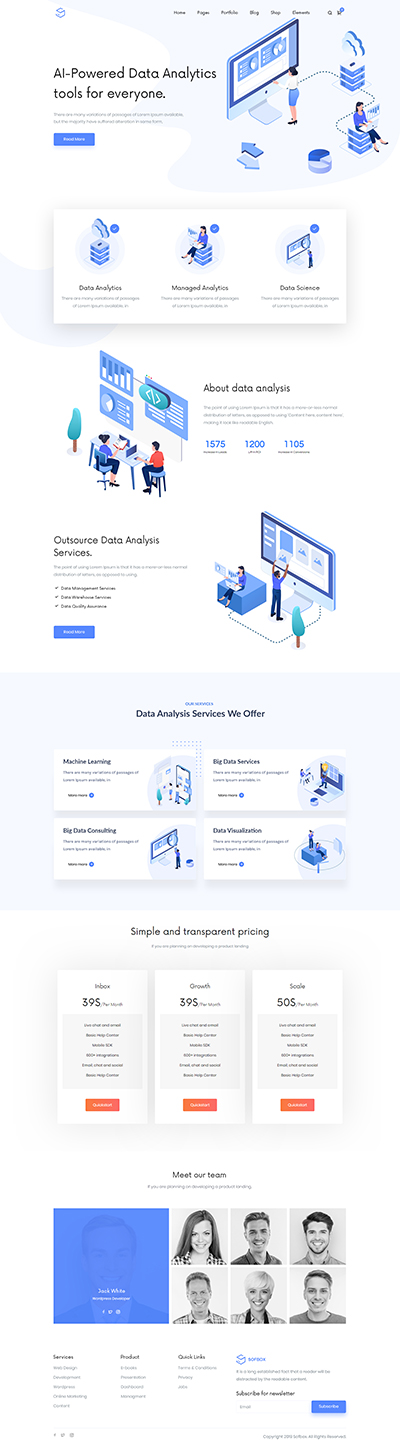 Home Pages Portfolio Blog Shop Elements
AI-Powered Data Analytics
tools for everyone.
There are many variations of passages of Lorem Ipsum available,
but the majority have suffered alteration in some form.
Read More
Data Analytics
There are many variations of passages
of Lorem Ipsum available, in
Managed Analytics
There are many variations of passages
of Lorem Ipsum available, in
Data Science
There are many variations of passages
of Lorem Ipsum available, in
About data analysis
The point of using Lorem Ipsum is that it has a more-or-less normal
distribution of letters, as opposed to using 'Content here, content here',
making it look like readable English.
1575 1200 1105
Outsource Data Analysis
Services.
The point of using Lorem Ipsum is that it has a more-or-less normal
distribution of letters, as opposed to using
Data Management Services
Data Warehouse Services
Data Quality Assurance
Read More
OUR SERVICES
Data Analysis Services We Offer
Machine Learning
There are many variations of passages of
Lorem Ipsum available, in
More more
Big Data Services
There are many variations of passages of
Lorem Ipsum available, in
More more
Big Data Consulting
There are many variations of passages of
Lorem Ipsum available, in
More more
Data Visualization
There are many variations of passages of
Lorem Ipsum available, in
More more
Simple and transparent pricing
If you are planning on developing a product landing
Inbox
39$/Per Month
Live chat and email
Basic Help Center
Mobile SDK
600+ integrations
Email, chat and social
Basic Help Center
Quickstart
Growth
39$/Per Month
Live chat and email
Basic Help Center
Mobile SDK
600+ integrations
Email, chat and social
Basic Help Center
Quickstart
Scale
50$/Per Month
Live chat and email
Basic Help Center
Mobile SDK
600+ integrations
Email, chat and social
Basic Help Center
Quickstart
Meet our team
If you are planning on developing a product landing
Jack White
Wordpress Developer
Services
Web Design
Development
Wordpress
Online Marketing
Content
Product
E-books
Presentation
Dashboard
Quick Links
Terms & Conditions
Privacy
Jobs
SOFBOX
It is a long established fact that a reader will be
distracted by the readable content.
Subscribe for newsletter
Email
Subscribe
Copyright 2019 Sofbox All Rights Reserved.